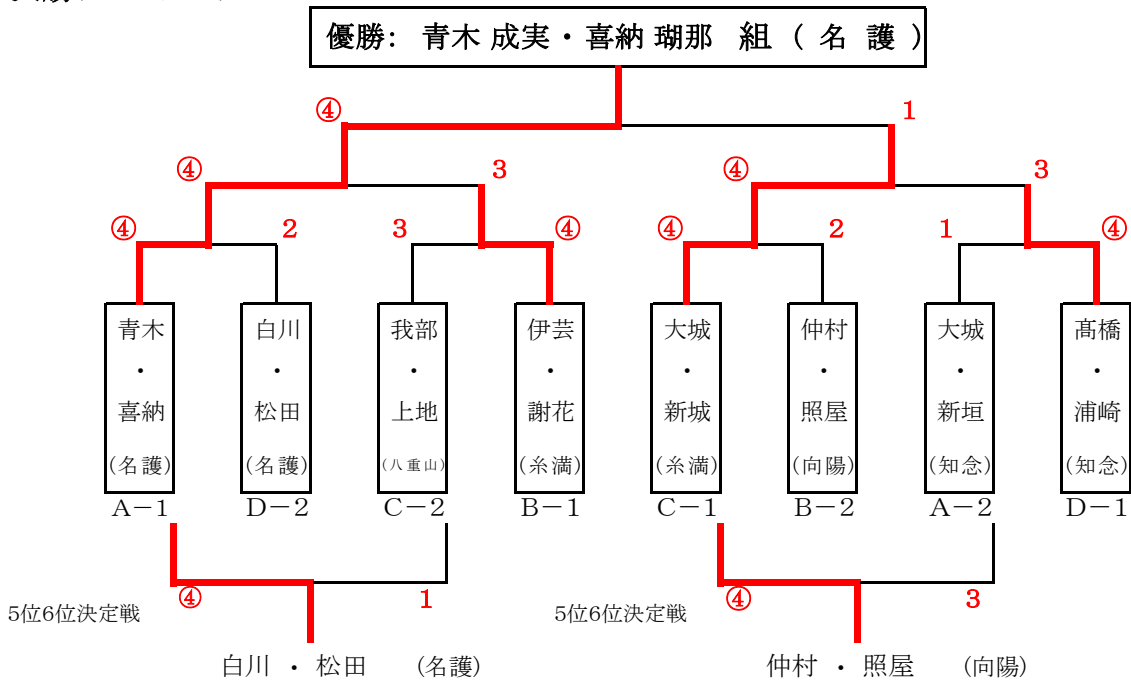 優勝: 青木 成実・喜納 瑚那 組 ( 名 護 )
④ 1
④ 3 ④ 3
④ 2 3 ④ ④ 2 1 ④
青木 白川 我部 伊芸 大城 仲村 大城 髙橋
・ ・ ・ ・ ・ ・ ・ ・
喜納 松田 上地 謝花 新城 照屋 新垣 浦崎
(名護) (名護) (八重山) (糸満) (糸満) (向陽) (知念) (知念)
A-1 D-2 C-2 B-1 C-1 B-2 A-2 D-1
④ 1 ④ 3
5位6位決定戦 5位6位決定戦
白川 ・ 松田 (名護) 仲村 ・ 照屋 (向陽)